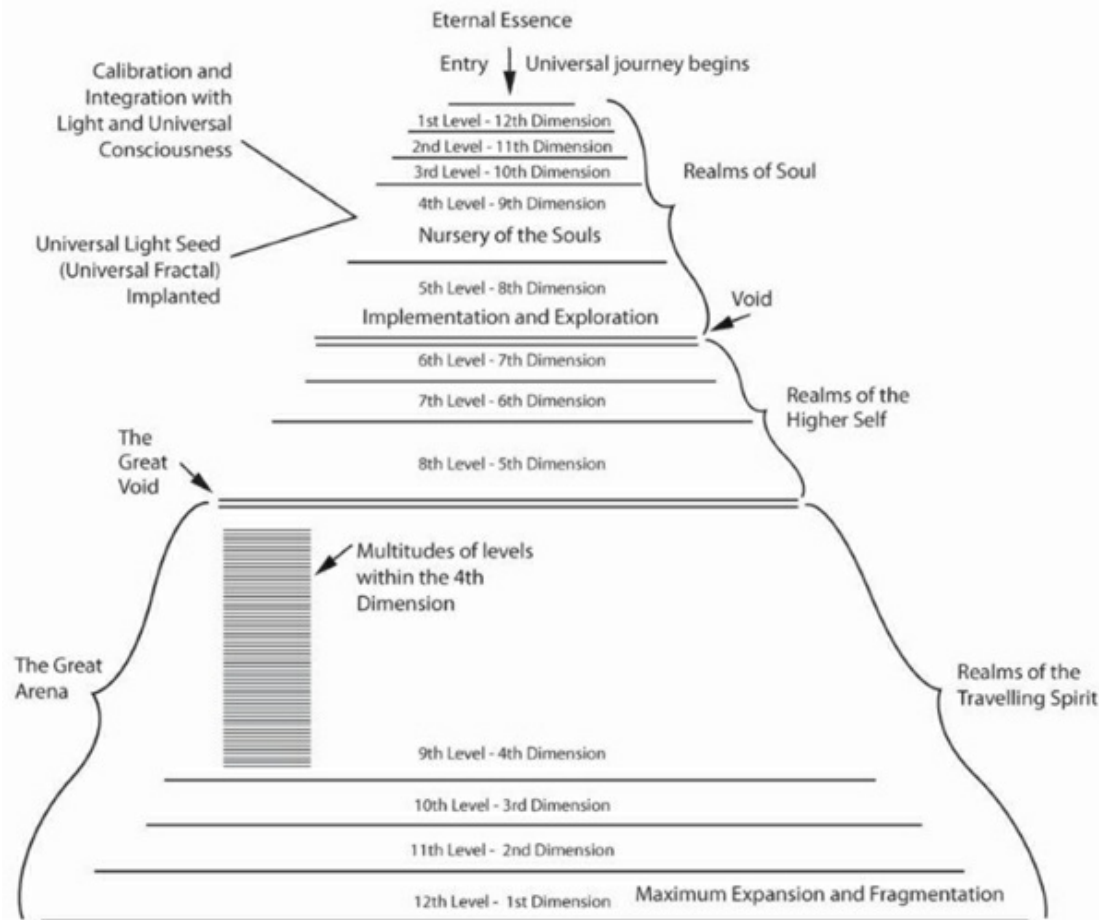 Eternal Essence
Entry
Universal journey begins
Calibration and
Integration with
Light and Universal
Consciousness
1st Level - 12th Dimension
2nd Level - 11th Dimension
3rd Level - 10th Dimension
Realms of Soul
4th Level - 9th Dimension
Nursery of the Souls
Universal Light Seed
(Universal Fractal)
Implanted
5th Level - 8th Dimension
Void
Implementation and Exploration
6th Level - 7th Dimension
7th Level - 6th Dimension
Realms of the
Higher Self
The
Great
Void
8th Level - 5th Dimension
Multitudes of levels
within the 4th
Dimension
The Great
Arena
Realms of the
Travelling Spirit
9th Level - 4th Dimension
10th Level - 3rd Dimension
11th Level - 2nd Dimension
12th Level - 1st Dimension
Maximum Expansion and Fragmentation